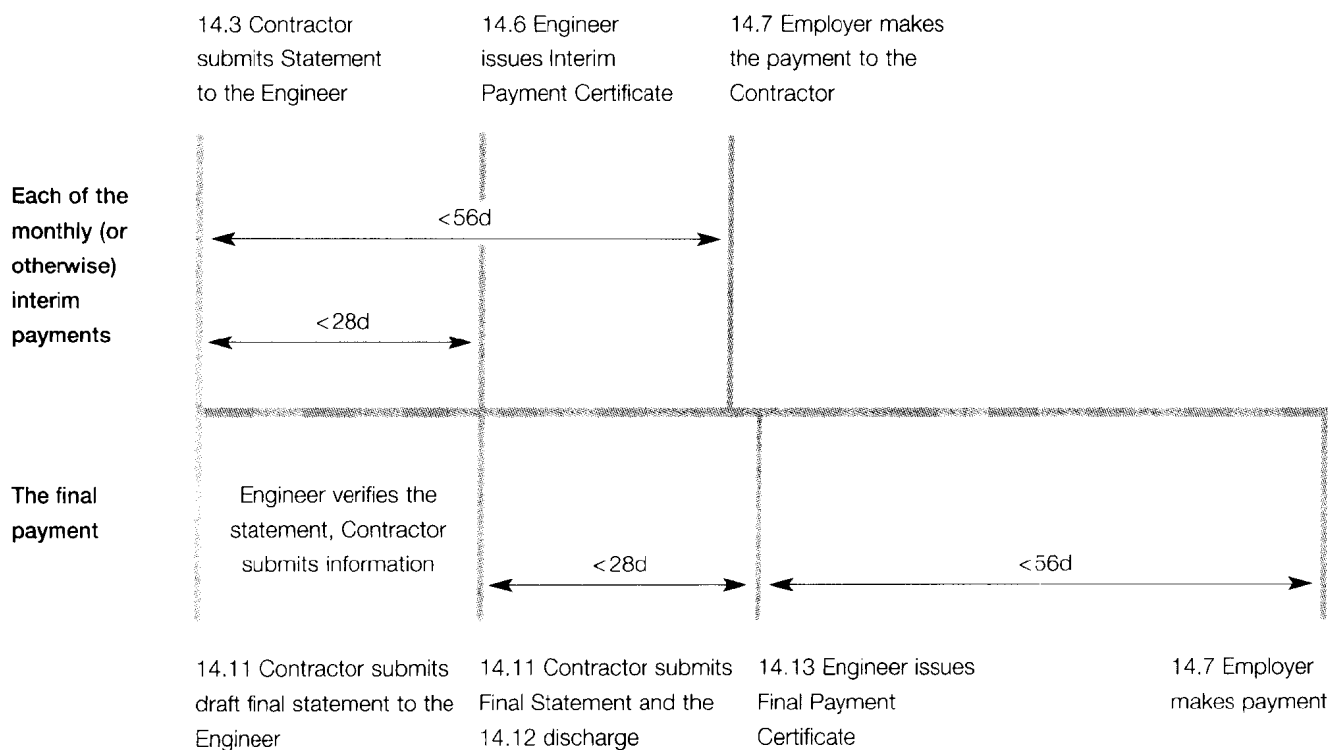 14.3 Contractor
submits Statement
to the Engineer
14.6 Engineer
issues Interim
Payment Certificate
14.7 Employer makes
the payment to the
Contractor
Each of the
monthly (or
otherwise)
interim
payments
<56d
<28d
The final
payment
Engineer verifies the
statement, Contractor
submits information
<28d
<56d
14.11 Contractor submits
draft final statement to the
Engineer
14.11 Contractor submits
Final Statement and the
14.12 discharge
14.13 Engineer issues
Final Payment
Certificate
14.7 Employer
makes payment